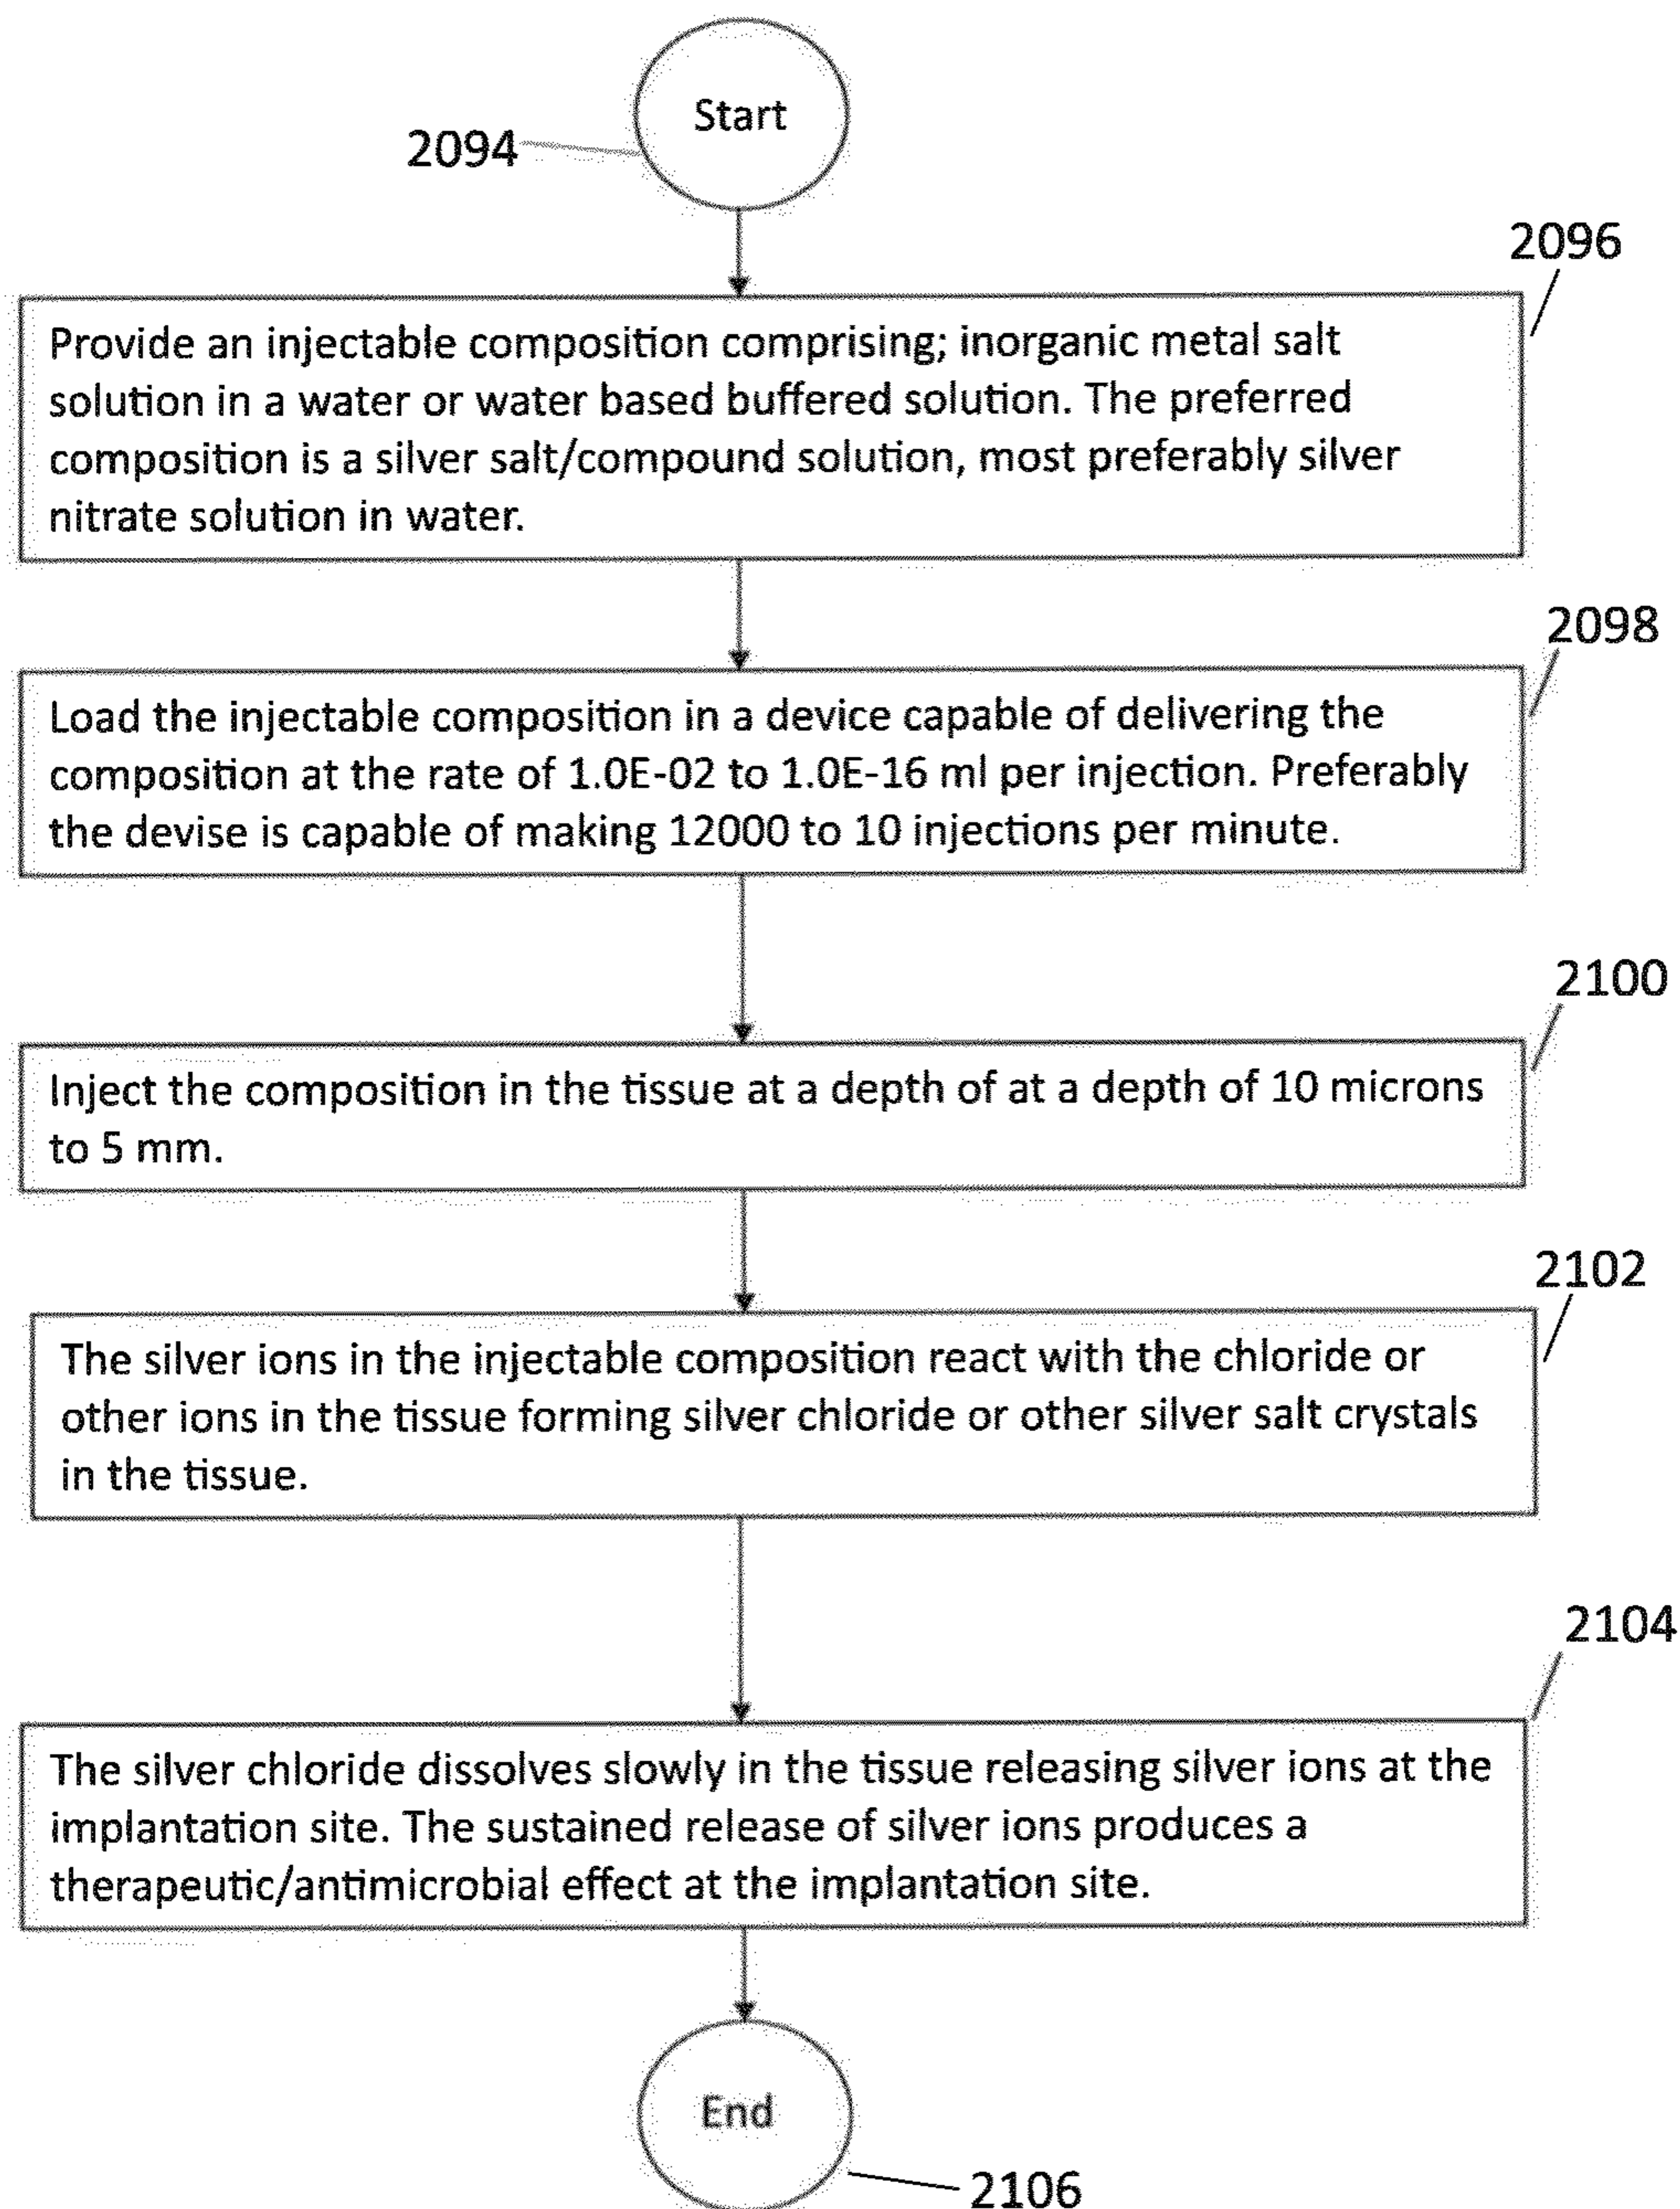 Start
2094
2096
Provide an injectable composition comprising; inorganic metal salt
solution in a water or water based buffered solution. The preferred
composition is a silver salt/compound solution, most preferably silver
nitrate solution in water.
2098
Load the injectable composition in a device capable of delivering the
composition at the rate of 1.0E-02 to 1.0E-16 ml per injection. Preferably
the devise is capable of making 12000 to 10 injections per minute.
2100
Inject the composition in the tissue at a depth of at a depth of 10 microns
to 5 mm.
2102
The silver ions in the injectable composition react with the chloride or
other ions in the tissue forming silver chloride or other silver salt crystals
in the tissue.
2104
The silver chloride dissolves slowly in the tissue releasing silver ions at the
implantation site. The sustained release of silver ions produces a
therapeutic/antimicrobial effect at the implantation site.
End
2106